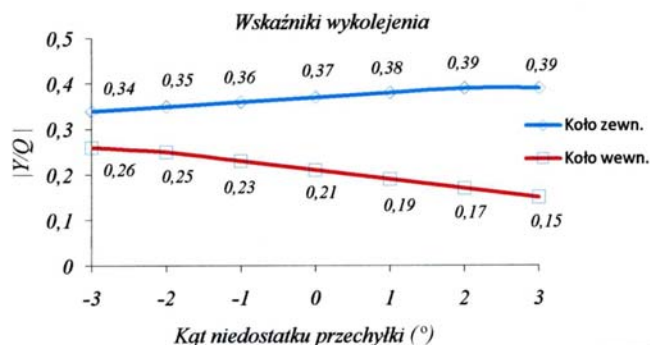 Wskaźniki wykolejenia
0,5
0,4
0,3
0,2
0,1
0
|Y/Q|
0,34 0,35 0,36 0,37 0,38 0,39 0,39
0,26 0,25 0,23 0,21 0,19 0,17 0,15
Koło zewn.
Koło wewn.
-3 -2 -1 0 1 2 3
Kąt niedostatku przechyłki (°)